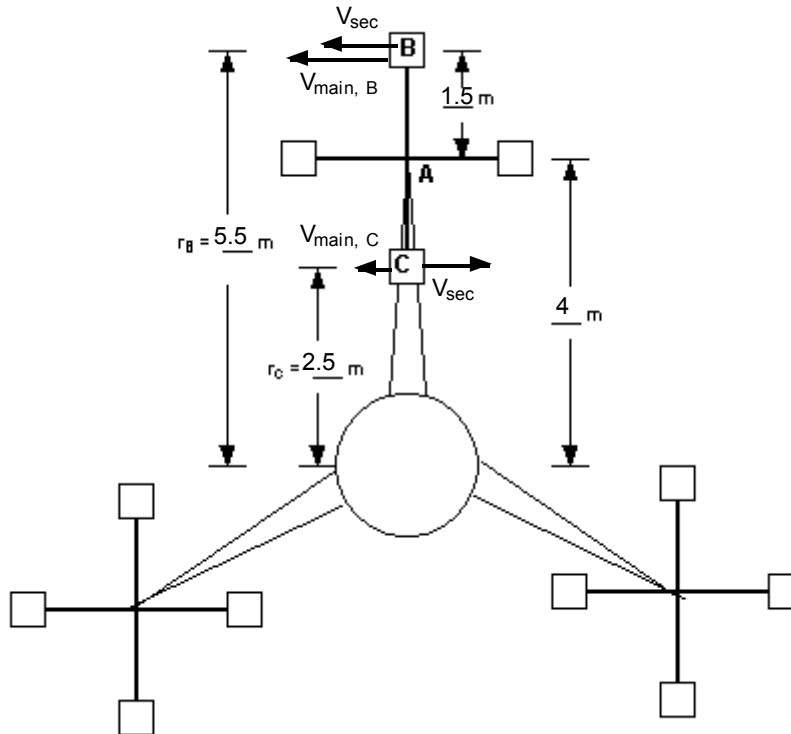 V_sec
B
V_main, B
1.5 m
A
r_B = 5.5 m
V_main, C
C
V_sec
4 m
r_C = 2.5 m